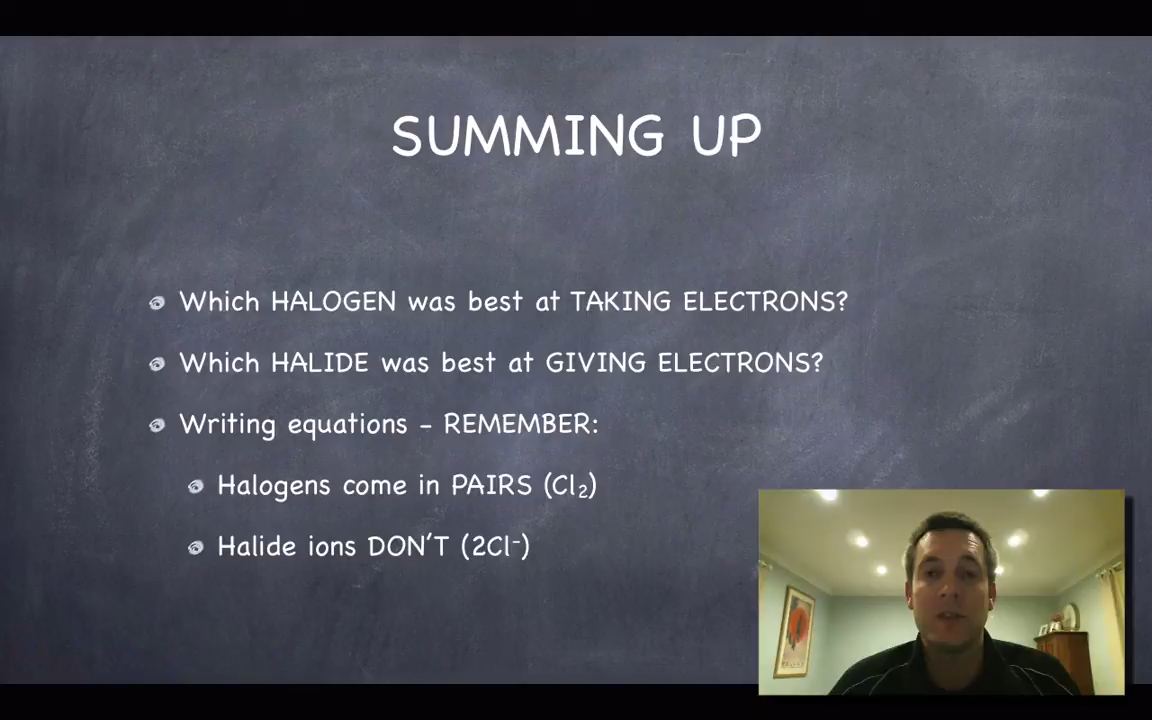 SUMMING UP
Which HALOGEN was best at TAKING ELECTRONS?
Which HALIDE was best at GIVING ELECTRONS?
Writing equations - REMEMBER:
Halogens come in PAIRS (Cl₂)
Halide ions DON'T (2Cl⁻)